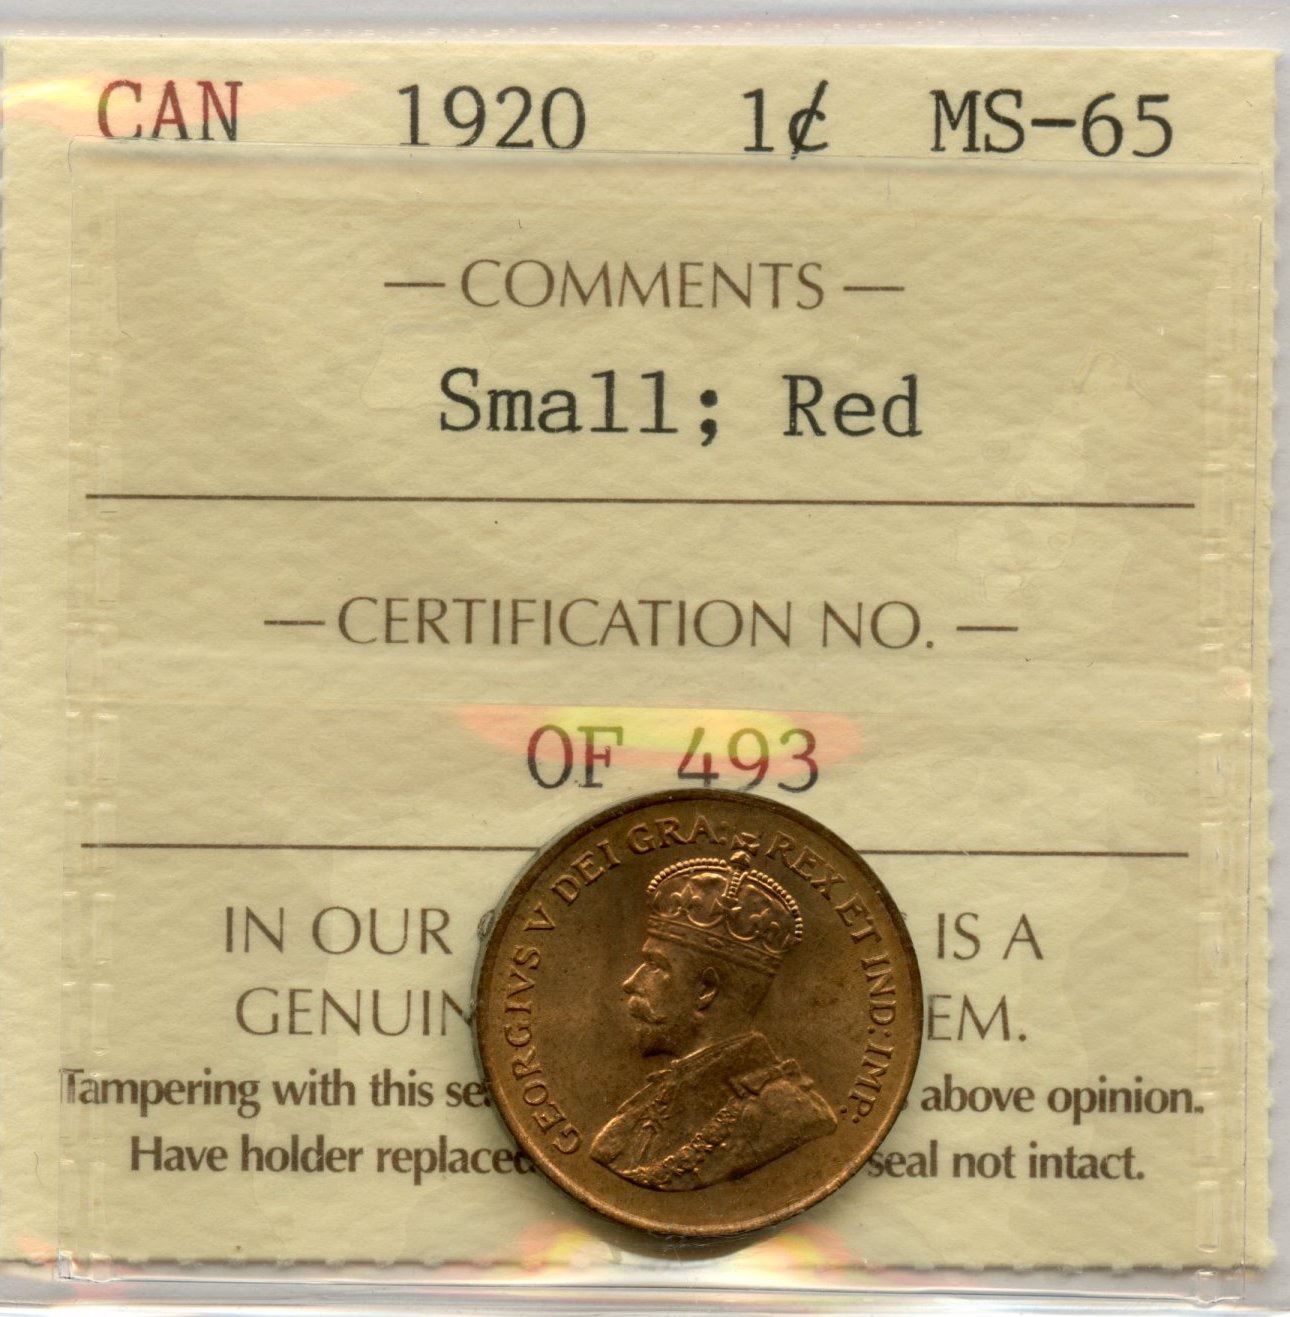 CAN 1920 1¢ MS-65
— COMMENTS —
Small; Red
— CERTIFICATION NO. —
OF 493
IN OUR IS A
GENUIN EM.
Tampering with this se above opinion.
Have holder replaced seal not intact.
GEORGIVS V DEI GRA: REX ET IND: IMP: